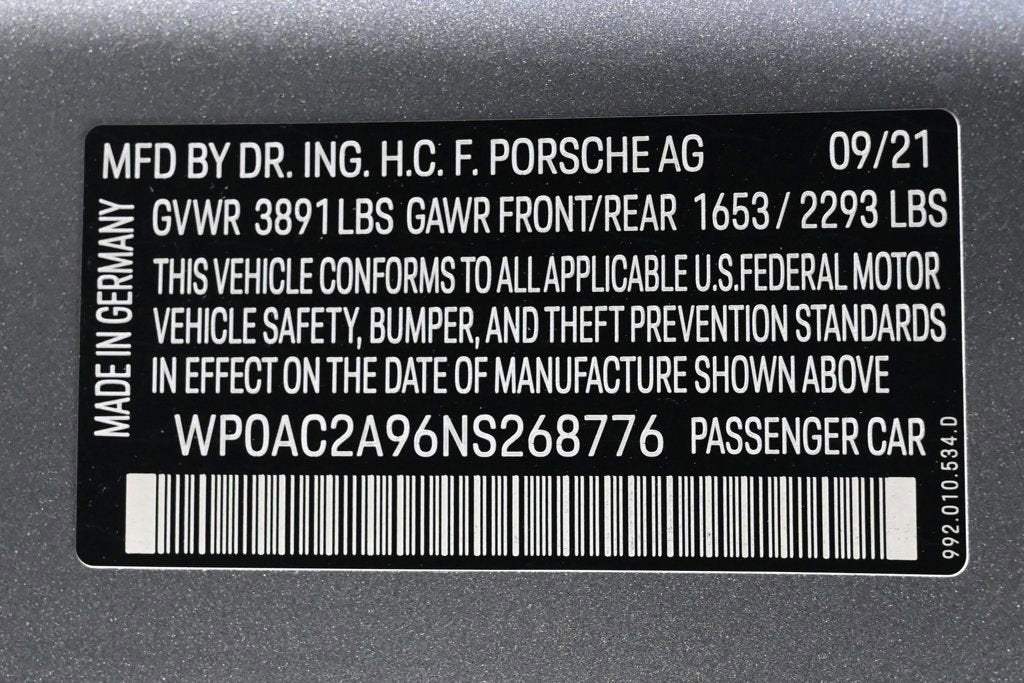 MFD BY DR. ING. H.C. F. PORSCHE AG 09/21
GVWR 3891 LBS GAWR FRONT/REAR 1653 / 2293 LBS
THIS VEHICLE CONFORMS TO ALL APPLICABLE U.S.FEDERAL MOTOR
VEHICLE SAFETY, BUMPER, AND THEFT PREVENTION STANDARDS
IN EFFECT ON THE DATE OF MANUFACTURE SHOWN ABOVE
WP0AC2A96NS268776 PASSENGER CAR
MADE IN GERMANY
992.010.534.D